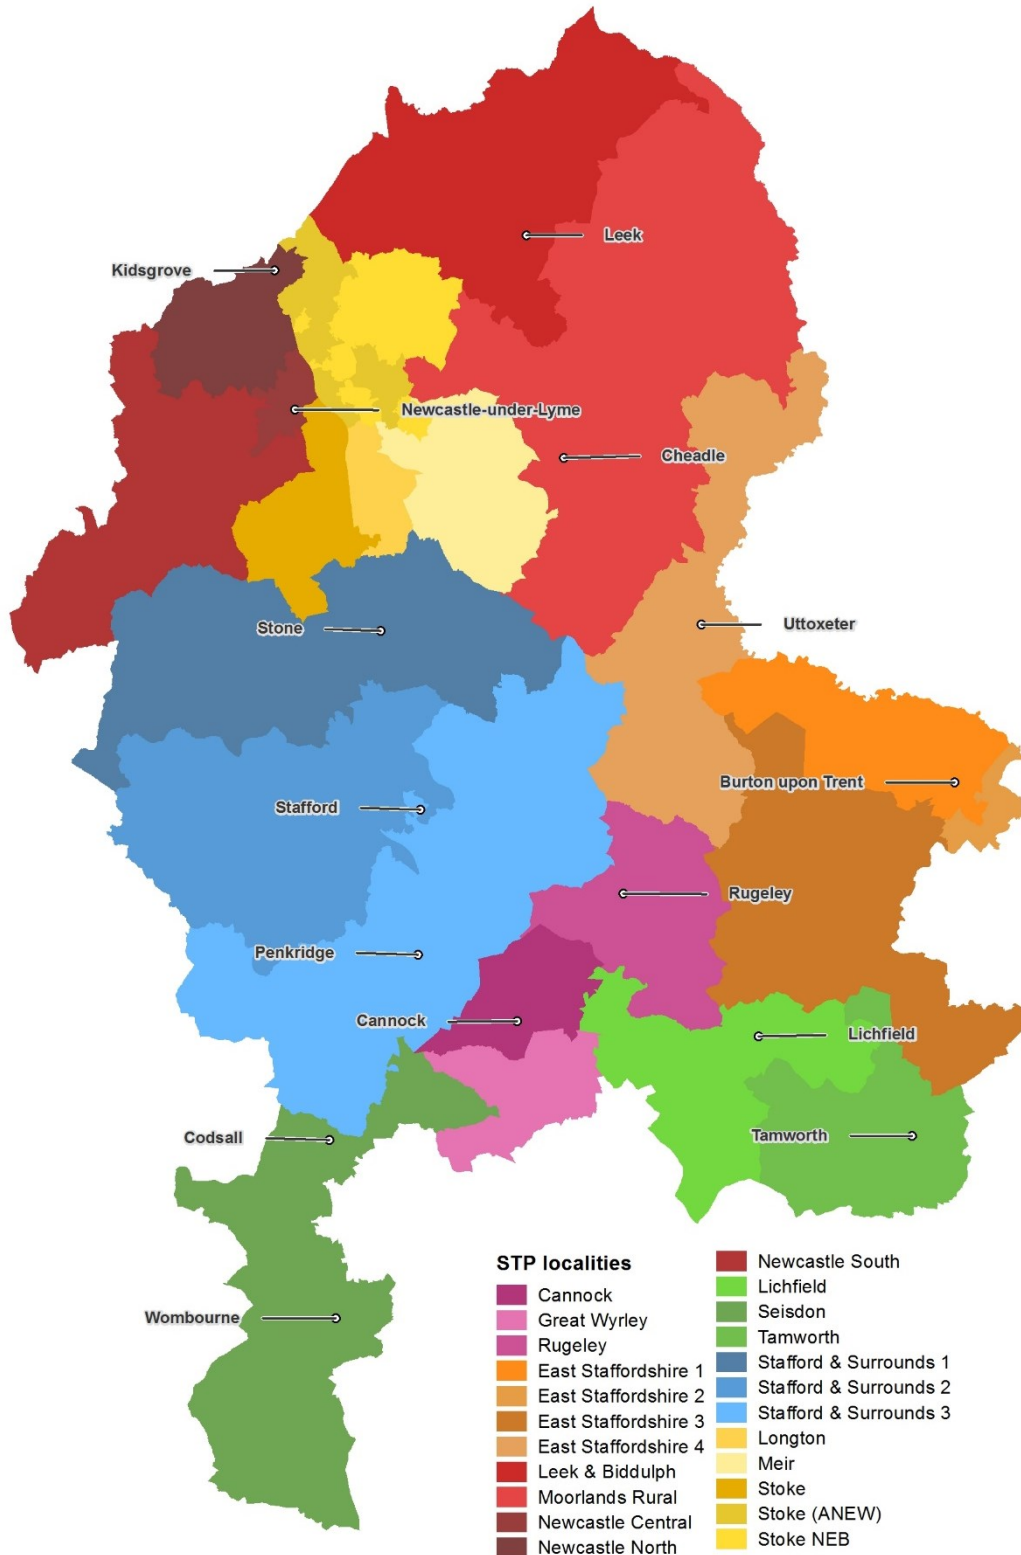 Leek
Kidsgrove
Newcastle-under-Lyme
Cheadle
Stone
Uttoxeter
Burton upon Trent
Stafford
Rugeley
Penkridge
Cannock
Lichfield
Codsall
Tamworth
Wombourne
STP localities
Cannock
Great Wyrley
Rugeley
East Staffordshire 1
East Staffordshire 2
East Staffordshire 3
East Staffordshire 4
Leek & Biddulph
Moorlands Rural
Newcastle Central
Newcastle North
Newcastle South
Lichfield
Seisdon
Tamworth
Stafford & Surrounds 1
Stafford & Surrounds 2
Stafford & Surrounds 3
Longton
Meir
Stoke
Stoke (ANEW)
Stoke NEB